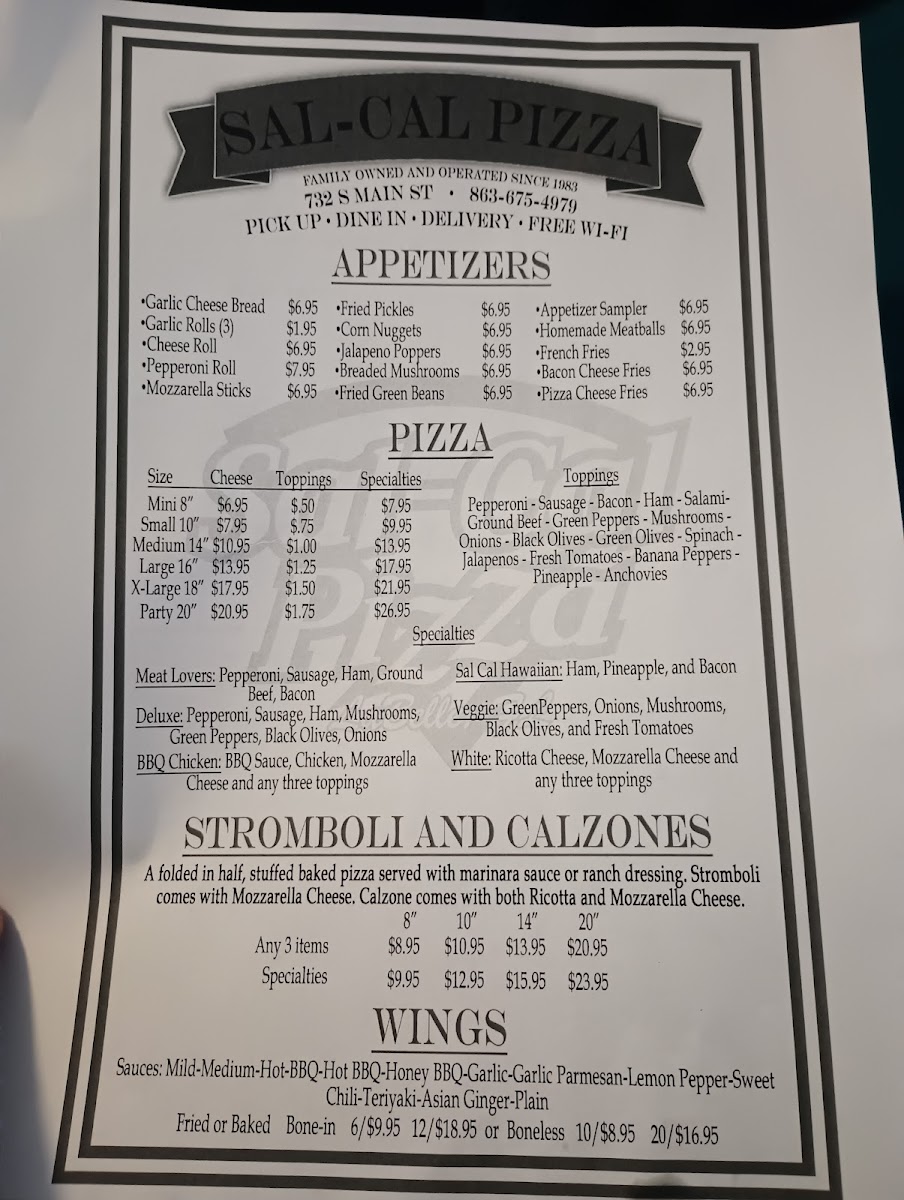 SAL-CAL PIZZA
FAMILY OWNED AND OPERATED SINCE 1983
732 S MAIN ST • 863-675-4979
PICK UP • DINE IN • DELIVERY • FREE WI-FI
APPETIZERS
•Garlic Cheese Bread $6.95 •Fried Pickles $6.95 •Appetizer Sampler $6.95
•Garlic Rolls (3) $1.95 •Corn Nuggets $6.95 •Homemade Meatballs $6.95
•Cheese Roll $6.95 •Jalapeno Poppers $6.95 •French Fries $2.95
•Pepperoni Roll $7.95 •Breaded Mushrooms $6.95 •Bacon Cheese Fries $6.95
•Mozzarella Sticks $6.95 •Fried Green Beans $6.95 •Pizza Cheese Fries $6.95
PIZZA
Size Cheese Toppings Specialties
Mini 8” $6.95 $.50 $7.95
Small 10” $7.95 $.75 $9.95
Medium 14” $10.95 $1.00 $13.95
Large 16” $13.95 $1.25 $17.95
X-Large 18” $17.95 $1.50 $21.95
Party 20” $20.95 $1.75 $26.95
Toppings
Pepperoni - Sausage - Bacon - Ham - Salami-
Ground Beef - Green Peppers - Mushrooms -
Onions - Black Olives - Green Olives - Spinach -
Jalapenos - Fresh Tomatoes - Banana Peppers -
Pineapple - Anchovies
Sal-Cal
Pizza
Specialties
Meat Lovers: Pepperoni, Sausage, Ham, Ground
Beef, Bacon
Deluxe: Pepperoni, Sausage, Ham, Mushrooms,
Green Peppers, Black Olives, Onions
BBQ Chicken: BBQ Sauce, Chicken, Mozzarella
Cheese and any three toppings
Sal Cal Hawaiian: Ham, Pineapple, and Bacon
Veggie: GreenPeppers, Onions, Mushrooms,
Black Olives, and Fresh Tomatoes
White: Ricotta Cheese, Mozzarella Cheese and
any three toppings
STROMBOLI AND CALZONES
A folded in half, stuffed baked pizza served with marinara sauce or ranch dressing. Stromboli
comes with Mozzarella Cheese. Calzone comes with both Ricotta and Mozzarella Cheese.
8” 10” 14” 20”
Any 3 items $8.95 $10.95 $13.95 $20.95
Specialties $9.95 $12.95 $15.95 $23.95
WINGS
Sauces: Mild-Medium-Hot-BBQ-Hot BBQ-Honey BBQ-Garlic-Garlic Parmesan-Lemon Pepper-Sweet
Chili-Teriyaki-Asian Ginger-Plain
Fried or Baked Bone-in 6/$9.95 12/$18.95 or Boneless 10/$8.95 20/$16.95